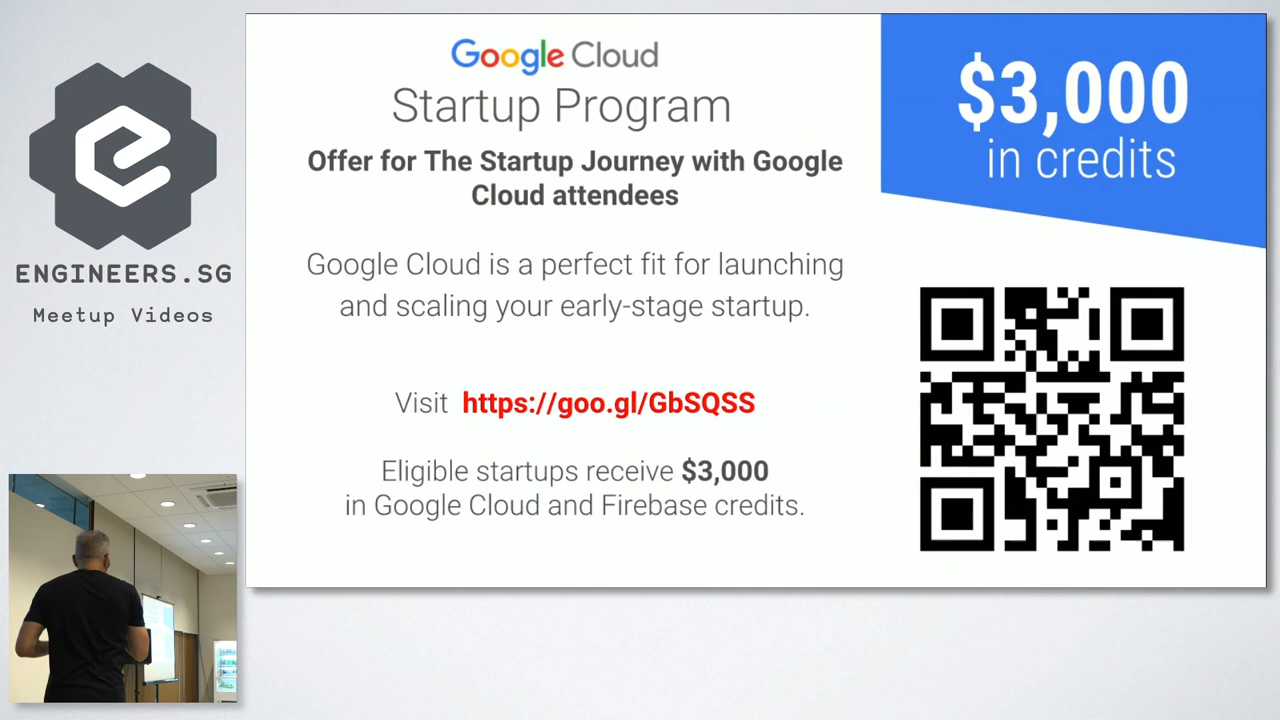 ENGINEERS.SG
Meetup Videos
Google Cloud
Startup Program
Offer for The Startup Journey with Google
Cloud attendees
Google Cloud is a perfect fit for launching
and scaling your early-stage startup.
Visit https://goo.gl/GbSQSS
Eligible startups receive $3,000
in Google Cloud and Firebase credits.
$3,000
in credits